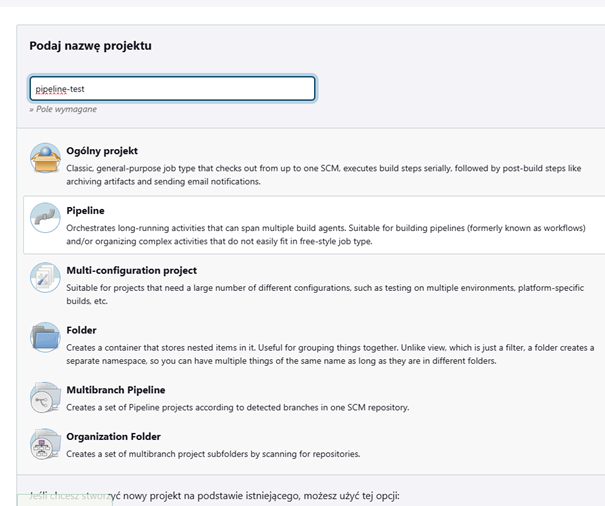 Podaj nazwę projektu
pipeline-test
» Pole wymagane
Ogólny projekt
Classic, general-purpose job type that checks out from up to one SCM, executes build steps serially, followed by post-build steps like
archiving artifacts and sending email notifications.
Pipeline
Orchestrates long-running activities that can span multiple build agents. Suitable for building pipelines (formerly known as workflows)
and/or organizing complex activities that do not easily fit in free-style job type.
Multi-configuration project
Suitable for projects that need a large number of different configurations, such as testing on multiple environments, platform-specific
builds, etc.
Folder
Creates a container that stores nested items in it. Useful for grouping things together. Unlike view, which is just a filter, a folder creates a
separate namespace, so you can have multiple things of the same name as long as they are in different folders.
Multibranch Pipeline
Creates a set of Pipeline projects according to detected branches in one SCM repository.
Organization Folder
Creates a set of multibranch project subfolders by scanning for repositories.
Jeśli chcesz stworzyć nowy projekt na podstawie istniejącego, możesz użyć tej opcji: